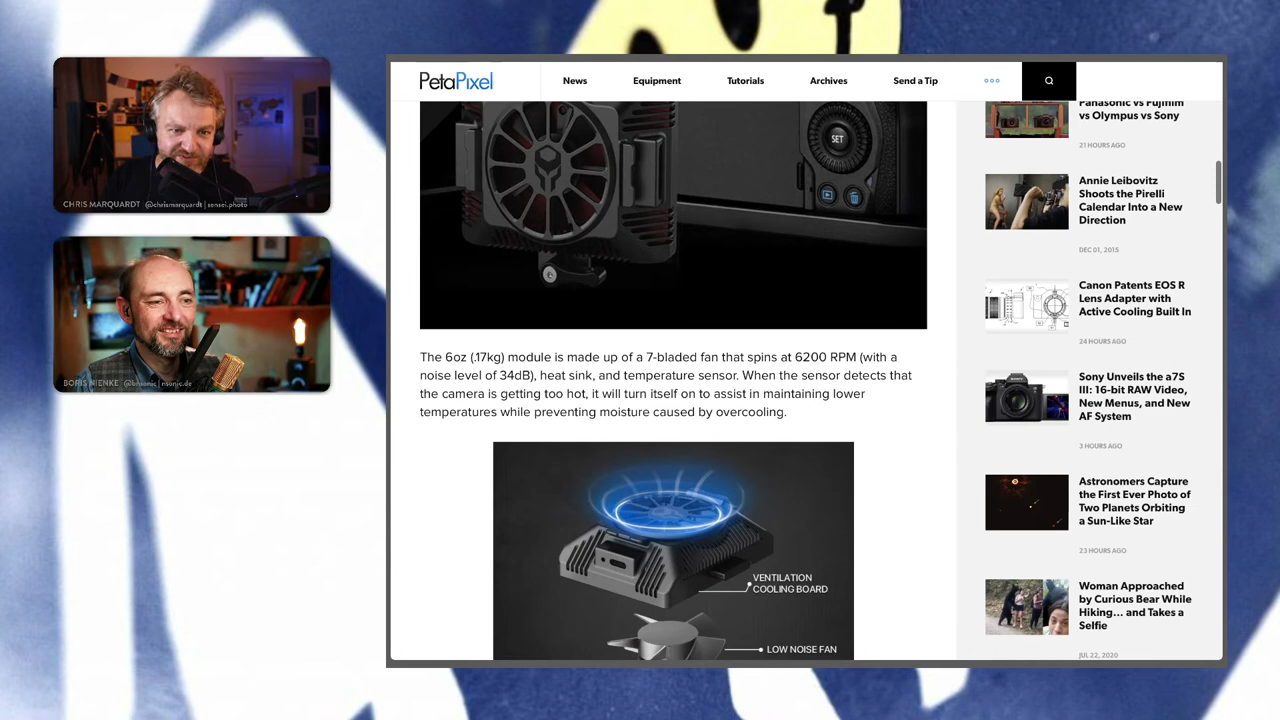 CHRIS MARQUARDT @chrismarquardt | sensei.photo
BORIS NIENKE @bnsonic | nsonic.de
PetaPixel
News
Equipment
Tutorials
Archives
Send a Tip
SET
The 6oz (.17kg) module is made up of a 7-bladed fan that spins at 6200 RPM (with a
noise level of 34dB), heat sink, and temperature sensor. When the sensor detects that
the camera is getting too hot, it will turn itself on to assist in maintaining lower
temperatures while preventing moisture caused by overcooling.
VENTILATION
COOLING BOARD
LOW NOISE FAN
Panasonic vs Fujifilm
vs Olympus vs Sony
21 HOURS AGO
Annie Leibovitz
Shoots the Pirelli
Calendar Into a New
Direction
DEC 01, 2015
Canon Patents EOS R
Lens Adapter with
Active Cooling Built In
24 HOURS AGO
Sony Unveils the a7S
III: 16-bit RAW Video,
New Menus, and New
AF System
3 HOURS AGO
Astronomers Capture
the First Ever Photo of
Two Planets Orbiting
a Sun-Like Star
23 HOURS AGO
Woman Approached
by Curious Bear While
Hiking... and Takes a
Selfie
JUL 22, 2020